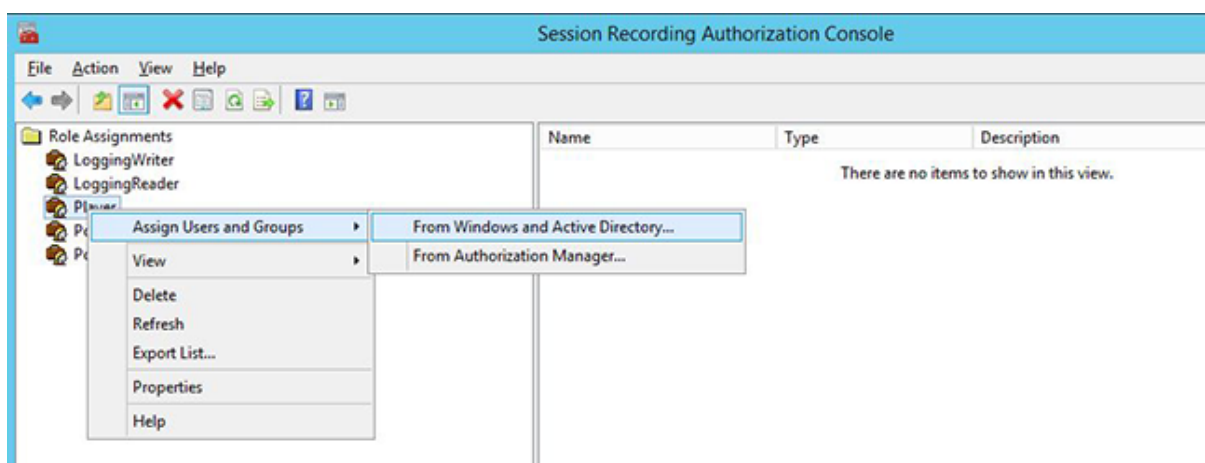 Session Recording Authorization Console
File Action View Help
Role Assignments
LoggingWriter
LoggingReader
Player
Name Type Description
There are no items to show in this view.
Assign Users and Groups
View
Delete
Refresh
Export List...
Properties
Help
From Windows and Active Directory...
From Authorization Manager...